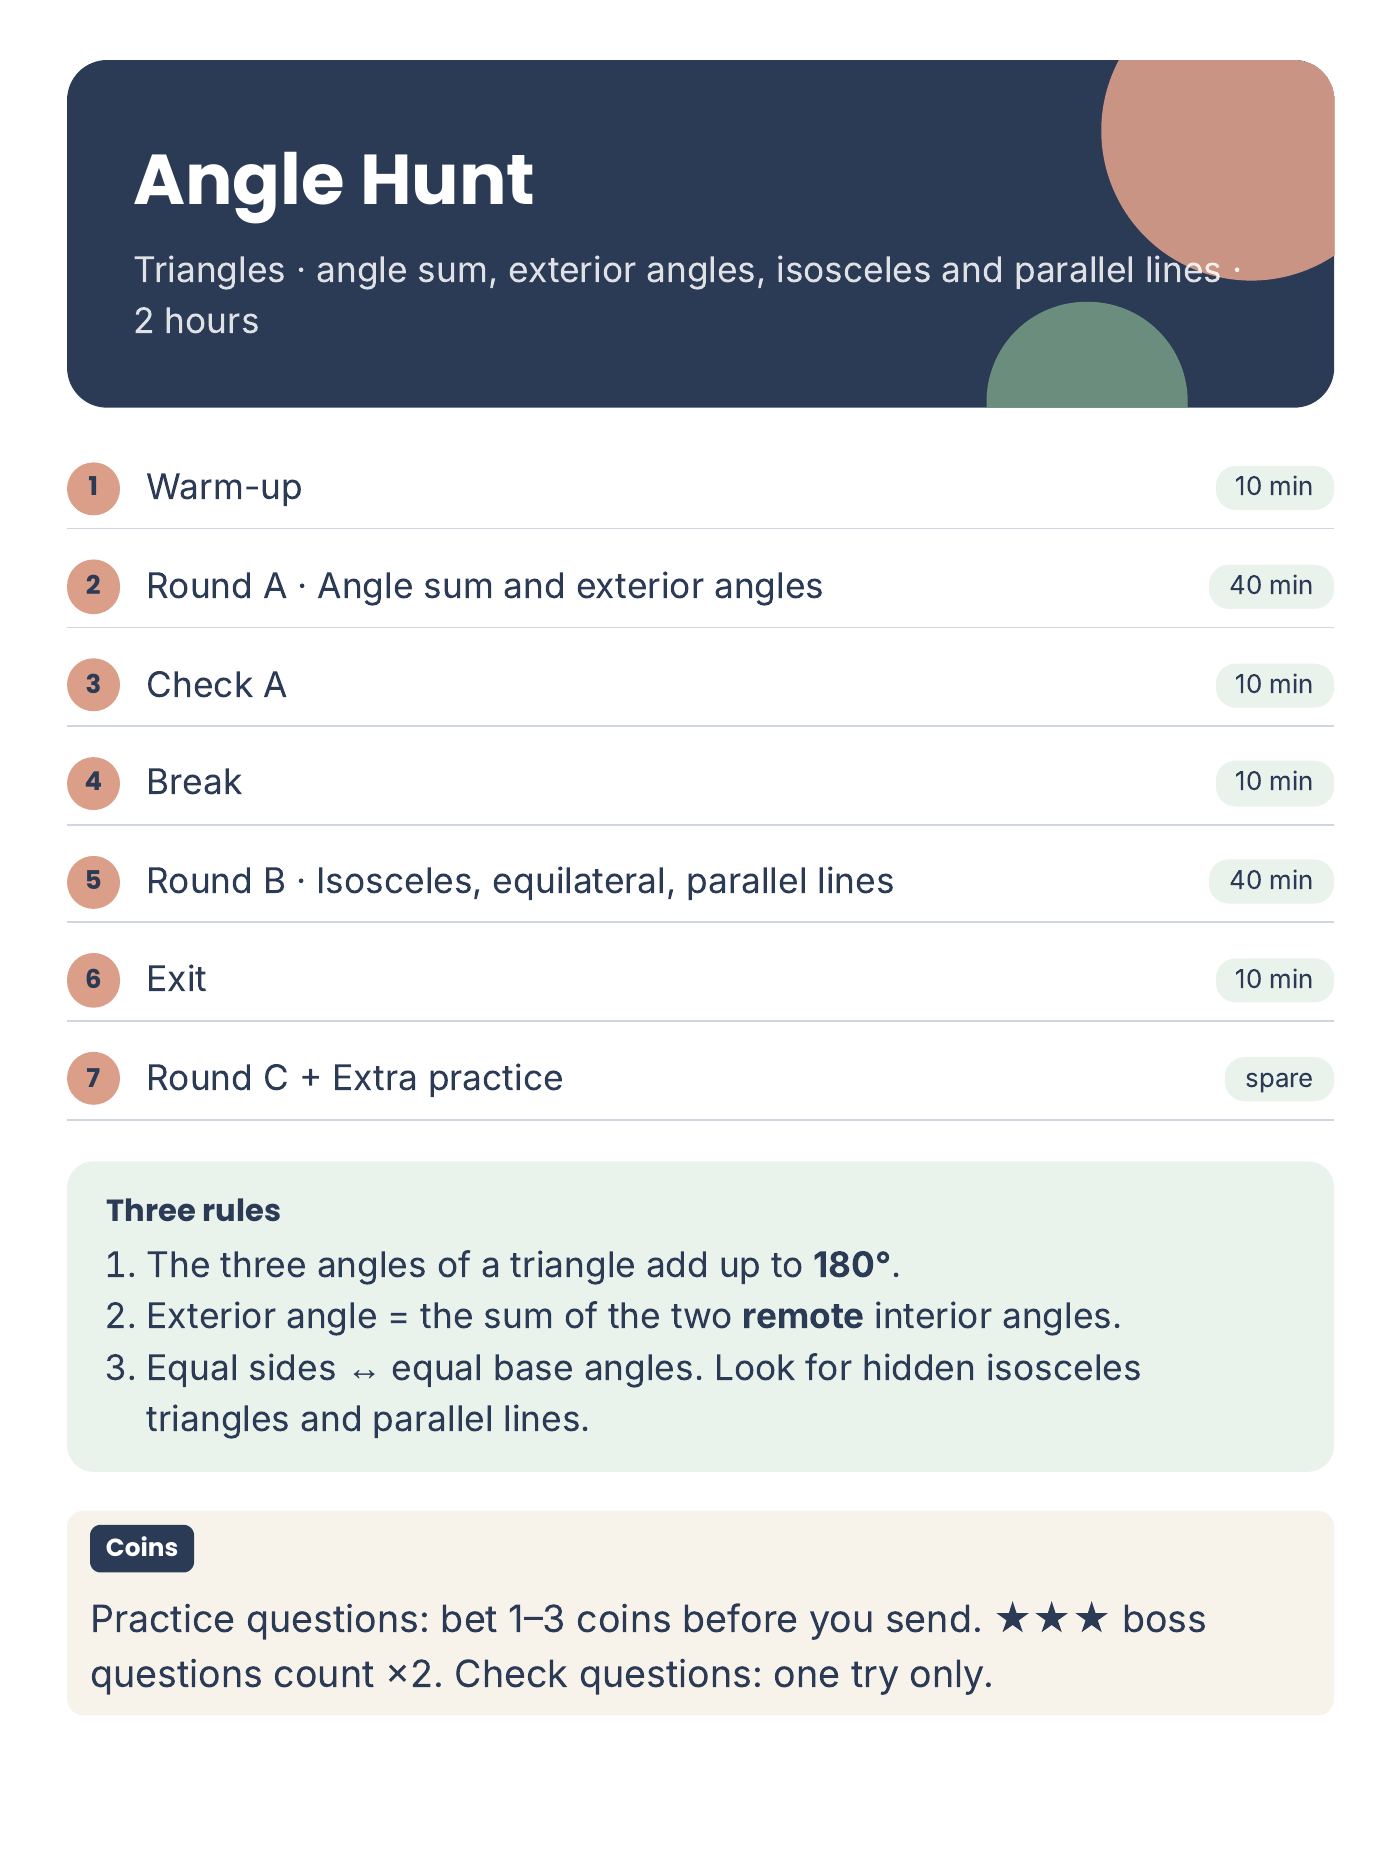 Angle Hunt
Triangles · angle sum, exterior angles, isosceles and parallel lines ·
2 hours
1 Warm-up 10 min
2 Round A · Angle sum and exterior angles 40 min
3 Check A 10 min
4 Break 10 min
5 Round B · Isosceles, equilateral, parallel lines 40 min
6 Exit 10 min
7 Round C + Extra practice spare
Three rules
1. The three angles of a triangle add up to 180°.
2. Exterior angle = the sum of the two remote interior angles.
3. Equal sides ↔ equal base angles. Look for hidden isosceles
triangles and parallel lines.
Coins
Practice questions: bet 1–3 coins before you send. ★★★ boss
questions count ×2. Check questions: one try only.